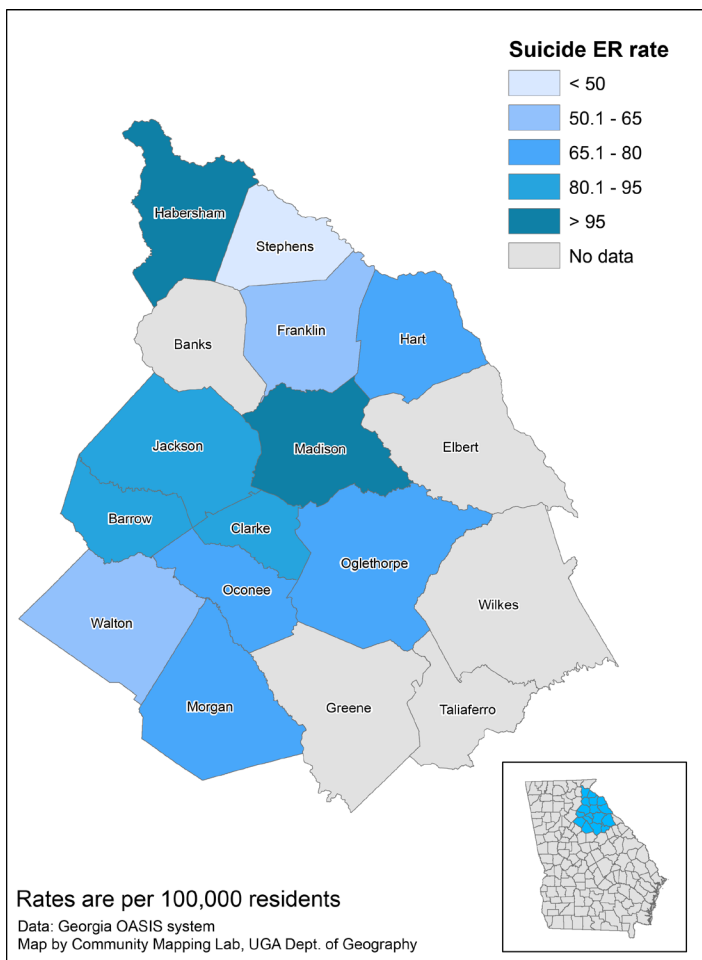 Suicide ER rate
< 50
50.1 - 65
65.1 - 80
80.1 - 95
> 95
No data
Habersham
Stephens
Franklin
Hart
Banks
Jackson
Madison
Elbert
Barrow
Clarke
Oglethorpe
Oconee
Wilkes
Walton
Morgan
Greene
Taliaferro
Rates are per 100,000 residents
Data: Georgia OASIS system
Map by Community Mapping Lab, UGA Dept. of Geography